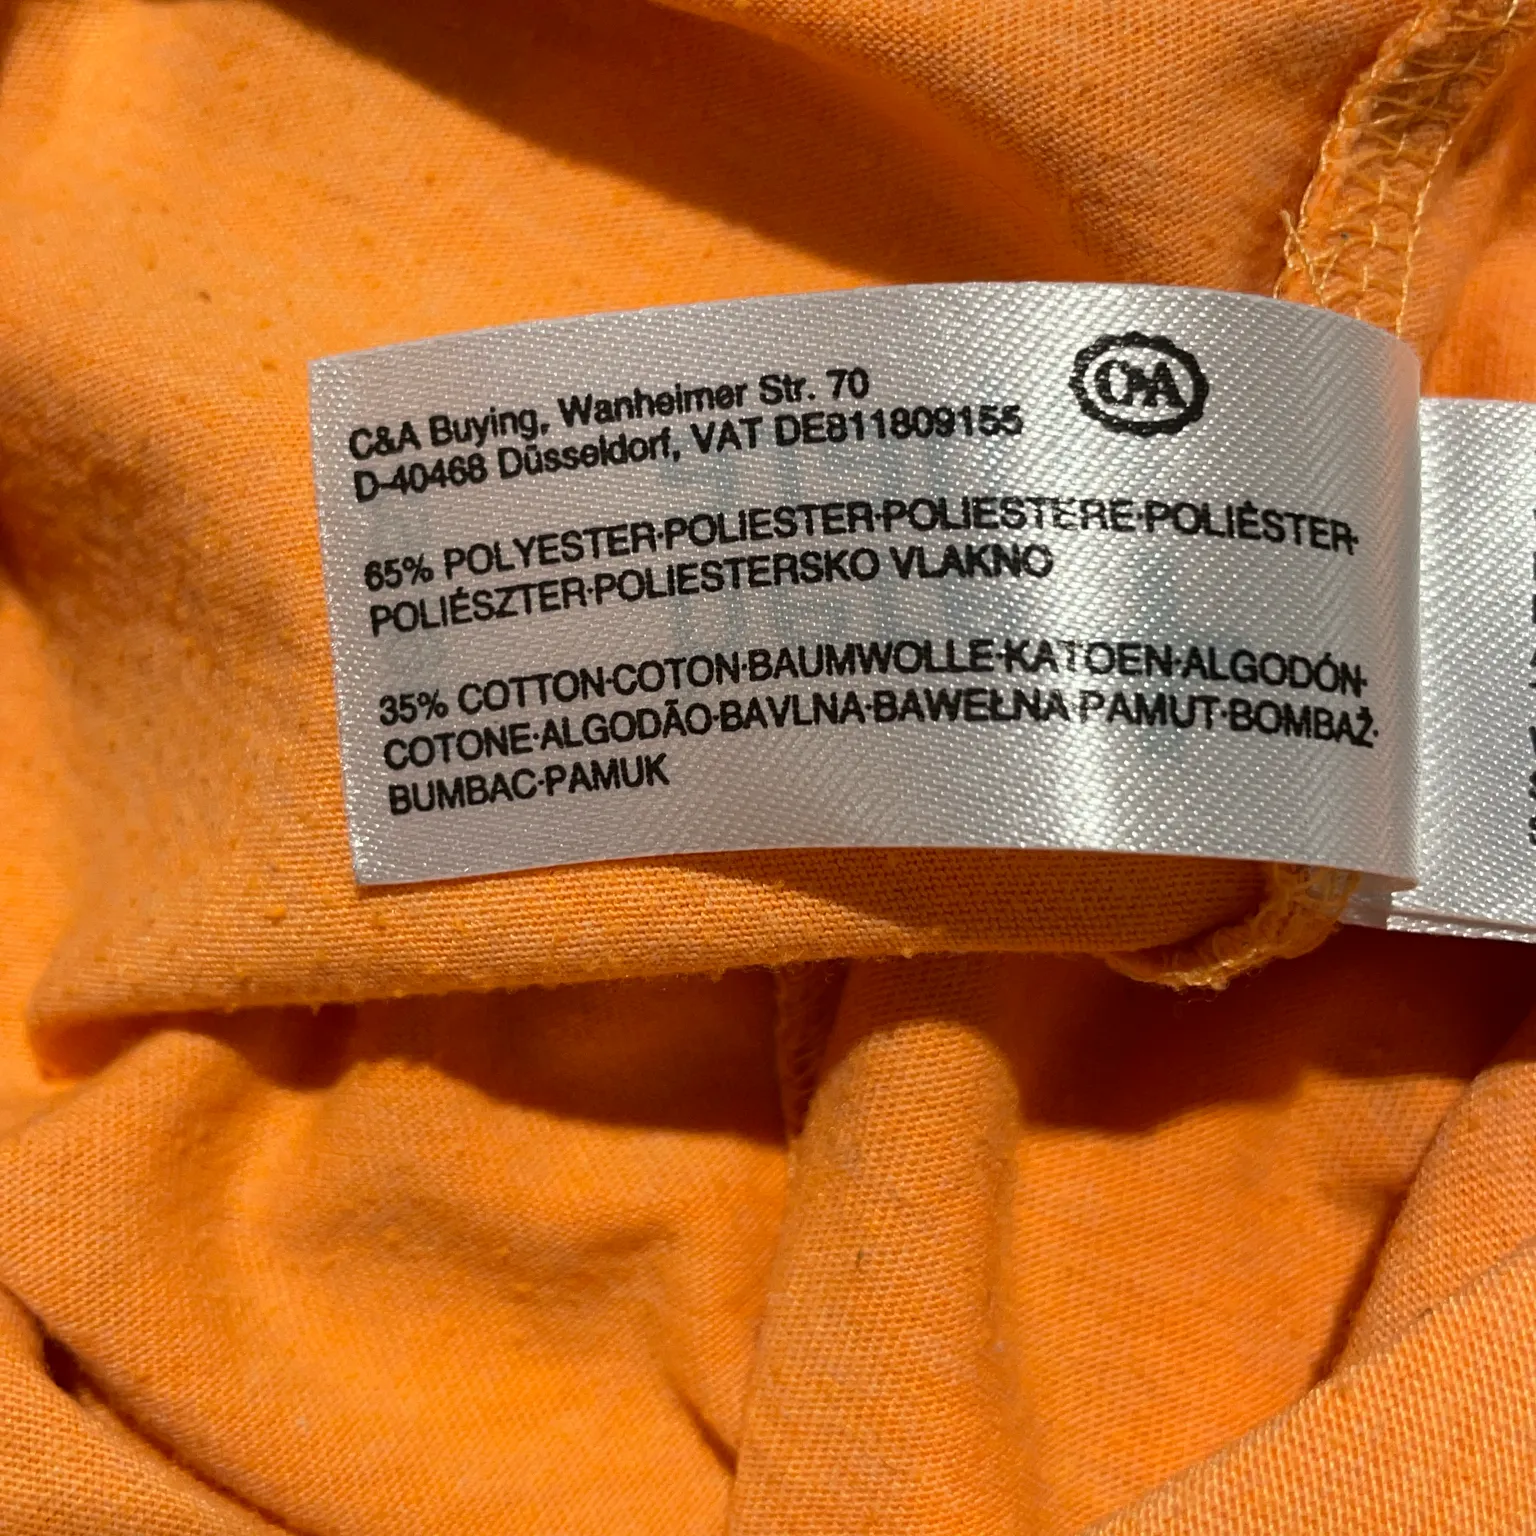 C&A Buying, Wanheimer Str. 70
D-40468 Düsseldorf, VAT DE811809155
C&A
65% POLYESTER·POLIESTER·POLIESTERE·POLIÉSTER·
POLIÉSZTER·POLIESTERSKO VLAKNO
35% COTTON·COTON·BAUMWOLLE·KATOEN·ALGODÓN·
COTONE·ALGODÃO·BAVLNA·BAWEŁNA PAMUT·BOMBAŽ·
BUMBAC·PAMUK